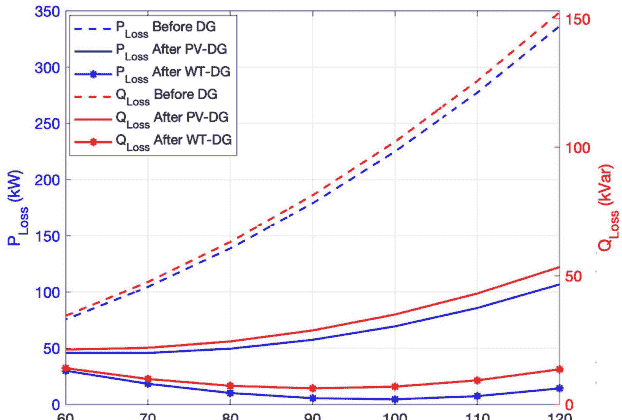 350
300
250
200
150
100
50
0
P_Loss (kW)
P_Loss Before DG
P_Loss After PV-DG
P_Loss After WT-DG
Q_Loss Before DG
Q_Loss After PV-DG
Q_Loss After WT-DG
150
100
50
0
Q_Loss (kVar)
60 70 80 90 100 110 120